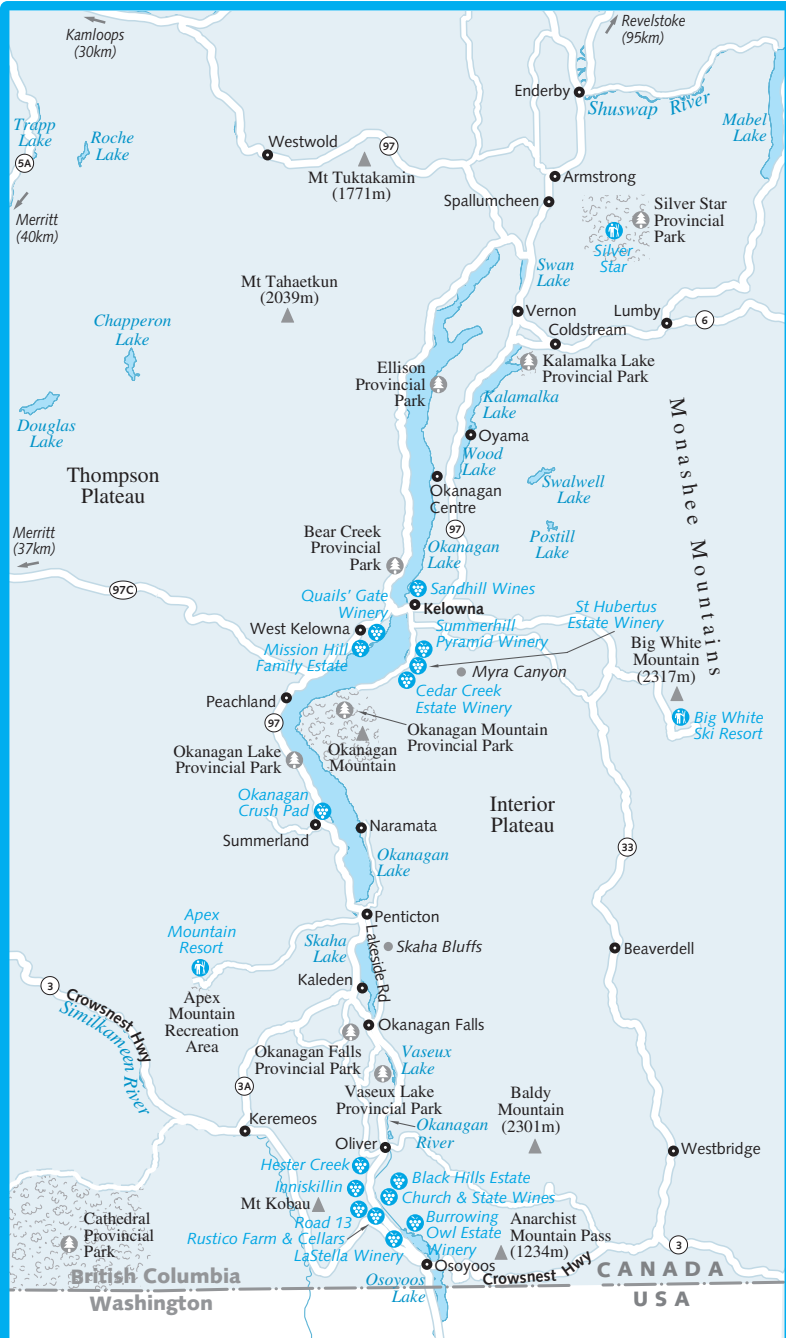 Kamloops
(30km)
Revelstoke
(95km)
Enderby
Shuswap River
Mabel
Lake
Trapp
Lake
Roche
Lake
Westwold
97
5A
Mt Tuktakamin
(1771m)
Armstrong
Spallumcheen
Merritt
(40km)
Silver Star
Provincial
Park
Silver
Star
Swan
Lake
Mt Tahaetkun
(2039m)
Vernon
Lumby
6
Coldstream
Chapperon
Lake
Ellison
Provincial
Park
Kalamalka Lake
Provincial Park
Kalamalka
Lake
Douglas
Lake
Oyama
Wood
Lake
Monashee Mountains
Thompson
Plateau
Okanagan
Centre
Swalwell
Lake
97
Postill
Lake
Merritt
(37km)
Bear Creek
Provincial
Park
Okanagan
Lake
97C
Sandhill Wines
Quails' Gate
Winery
Kelowna
St Hubertus
Estate Winery
West Kelowna
Summerhill
Pyramid Winery
Mission Hill
Family Estate
Big White
Mountain
(2317m)
Myra Canyon
Cedar Creek
Estate Winery
Peachland
97
Okanagan Mountain
Provincial Park
Big White
Ski Resort
Okanagan
Mountain
Okanagan Lake
Provincial Park
Okanagan
Crush Pad
Interior
Plateau
Summerland
Naramata
33
Okanagan
Lake
Apex
Mountain
Resort
Penticton
Skaha
Lake
Lakeside Rd
Skaha Bluffs
Beaverdell
Kaleden
3
Crowsnest Hwy
Similkameen River
Apex
Mountain
Recreation
Area
Okanagan Falls
Okanagan Falls
Provincial Park
Vaseux
Lake
3A
Vaseux Lake
Provincial Park
Baldy
Mountain
(2301m)
Keremeos
Okanagan
River
Oliver
Westbridge
Hester Creek
Black Hills Estate
Inniskillin
Church & State Wines
Mt Kobau
Road 13
Burrowing
Owl Estate
Winery
Rustico Farm & Cellars
LaStella Winery
Anarchist
Mountain Pass
(1234m)
Cathedral
Provincial
Park
3
Osoyoos
Crowsnest Hwy
British Columbia
CANADA
Osoyoos
Lake
Washington
USA